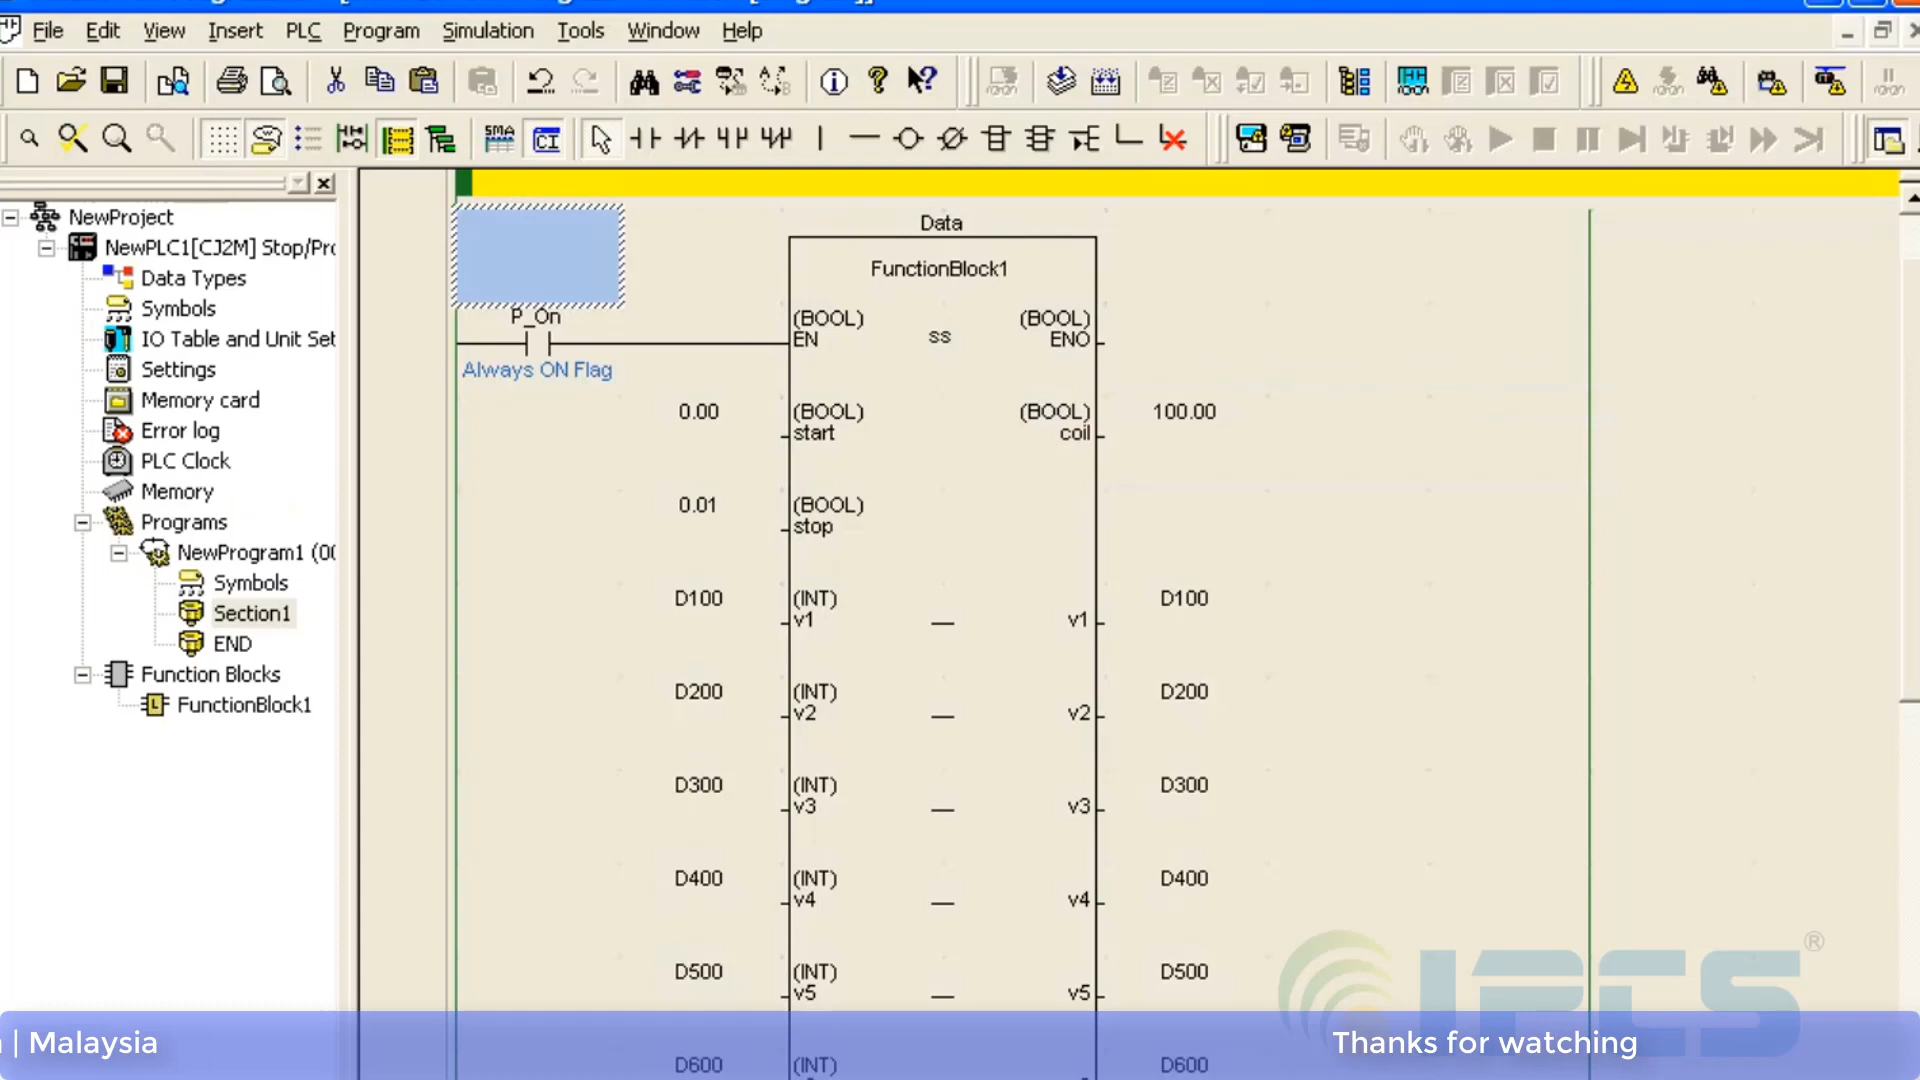 File Edit View Insert PLC Program Simulation Tools Window Help
NewProject
NewPLC1[CJ2M] Stop/Pro
Data Types
Symbols
IO Table and Unit Set
Settings
Memory card
Error log
PLC Clock
Memory
Programs
NewProgram1 (00
Symbols
Section1
END
Function Blocks
FunctionBlock1
Data
FunctionBlock1
P_On
Always ON Flag
(BOOL) (BOOL)
EN SS ENO
0.00 (BOOL) (BOOL) 100.00
start coil
0.01 (BOOL)
stop
D100 (INT) D100
v1 — v1
D200 (INT) D200
v2 — v2
D300 (INT) D300
v3 — v3
D400 (INT) D400
v4 — v4
D500 (INT) D500
v5 — v5
D600 (INT) D600
IPCS ®
| Malaysia
Thanks for watching